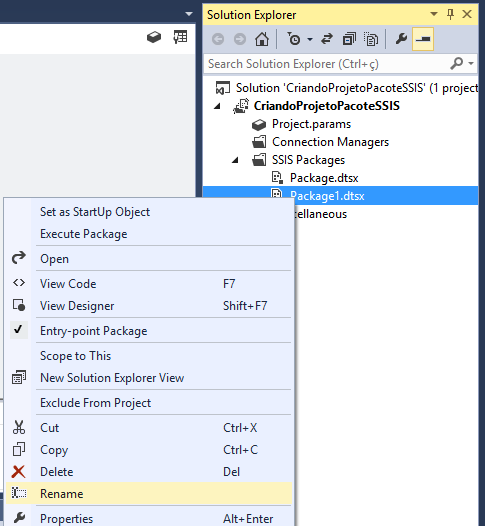 Solution Explorer
Search Solution Explorer (Ctrl+ç)
Solution 'CriandoProjetoPacoteSSIS' (1 project
CriandoProjetoPacoteSSIS
Project.params
Connection Managers
SSIS Packages
Package.dtsx
Package1.dtsx
cellaneous
Set as StartUp Object
Execute Package
Open
View Code F7
View Designer Shift+F7
Entry-point Package
Scope to This
New Solution Explorer View
Exclude From Project
Cut Ctrl+X
Copy Ctrl+C
Delete Del
Rename
Properties Alt+Enter